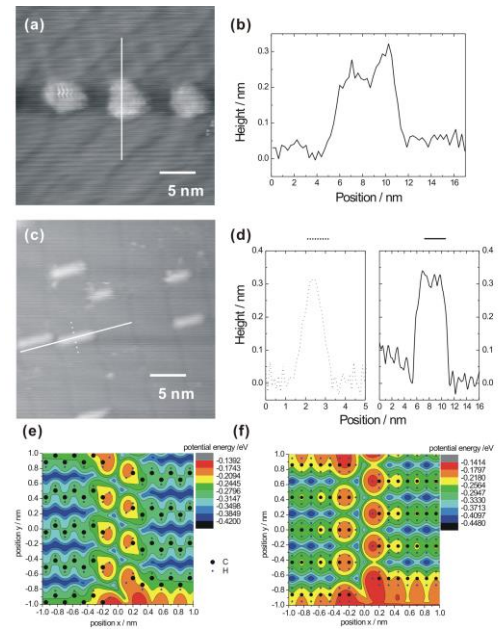 (a)
5 nm
(b)
Height / nm
0.3
0.2
0.1
0.0
0 2 4 6 8 10 12 14 16
Position / nm
(c)
5 nm
(d)
Height / nm
0.4
0.3
0.2
0.1
0.0
0 1 2 3 4 5
0.4
0.3
0.2
0.1
0.0
0 2 4 6 8 10 12 14 16
Position / nm
(e)
potential energy /eV
-0.1392
-0.1743
-0.2094
-0.2445
-0.2796
-0.3147
-0.3498
-0.3849
-0.4200
C
H
position y / nm
1.0
0.8
0.6
0.4
0.2
0.0
-0.2
-0.4
-0.6
-0.8
-1.0
-1.0 -0.8 -0.6 -0.4 -0.2 0.0 0.2 0.4 0.6 0.8 1.0
position x / nm
(f)
potential energy /eV
-0.1414
-0.1797
-0.2180
-0.2564
-0.2947
-0.3330
-0.3713
-0.4097
-0.4480
position y / nm
1.0
0.8
0.6
0.4
0.2
0.0
-0.2
-0.4
-0.6
-0.8
-1.0
-1.0 -0.8 -0.6 -0.4 -0.2 0.0 0.2 0.4 0.6 0.8 1.0
position x / nm